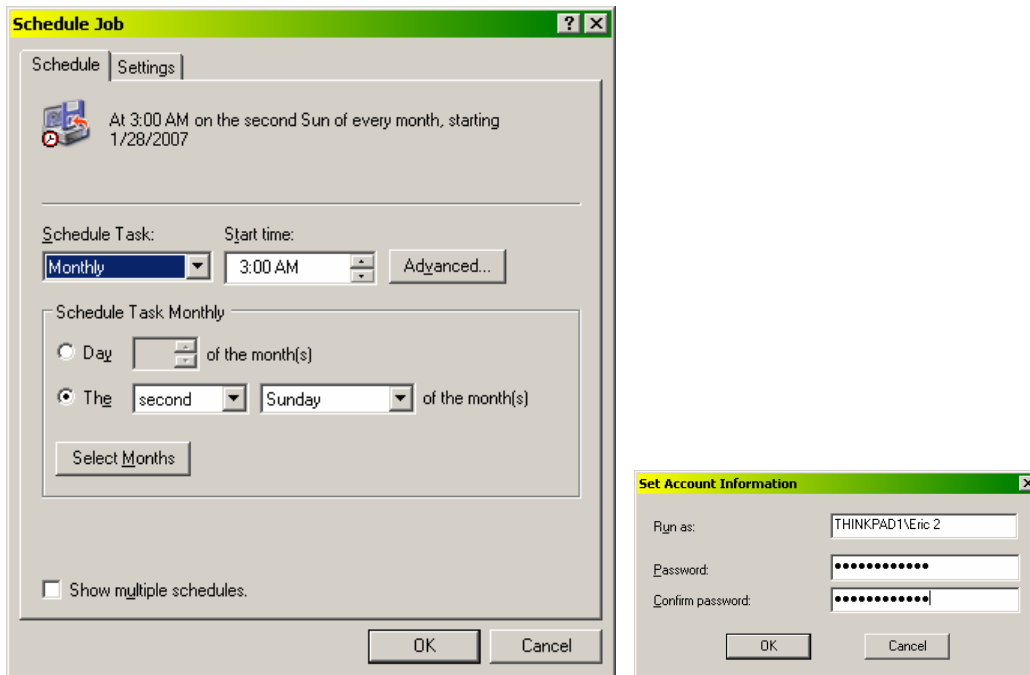 Schedule Job
Schedule Settings
At 3:00 AM on the second Sun of every month, starting
1/28/2007
Schedule Task: Start time:
Monthly 3:00 AM Advanced...
Schedule Task Monthly
Day of the month(s)
The second Sunday of the month(s)
Select Months
Show multiple schedules.
OK Cancel
Set Account Information
Run as: THINKPAD1\Eric 2
Password: ●●●●●●●●●●●●
Confirm password: ●●●●●●●●●●●●
OK Cancel